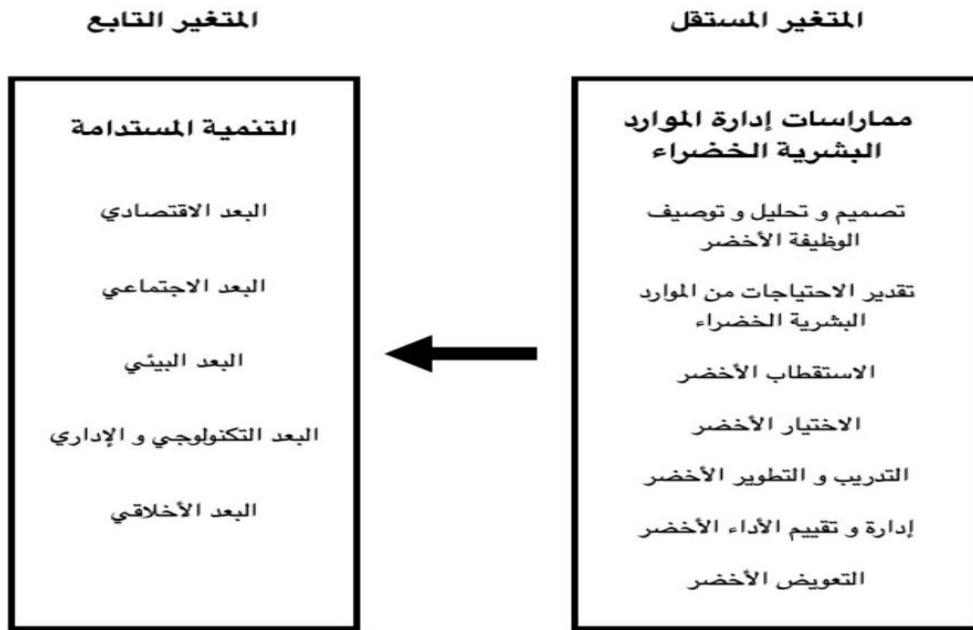 المتغير المستقل
المتغير التابع
مماراسات إدارة الموارد
البشرية الخضراء
تصميم و تحليل و توصيف
الوظيفة الأخضر
تقدير الاحتياجات من الموارد
البشرية الخضراء
الاستقطاب الأخضر
الاختيار الأخضر
التدريب و التطوير الأخضر
إدارة و تقييم الأداء الأخضر
التعويض الأخضر
التنمية المستدامة
البعد الاقتصادي
البعد الاجتماعي
البعد البيئي
البعد التكنولوجي و الإداري
البعد الأخلاقي